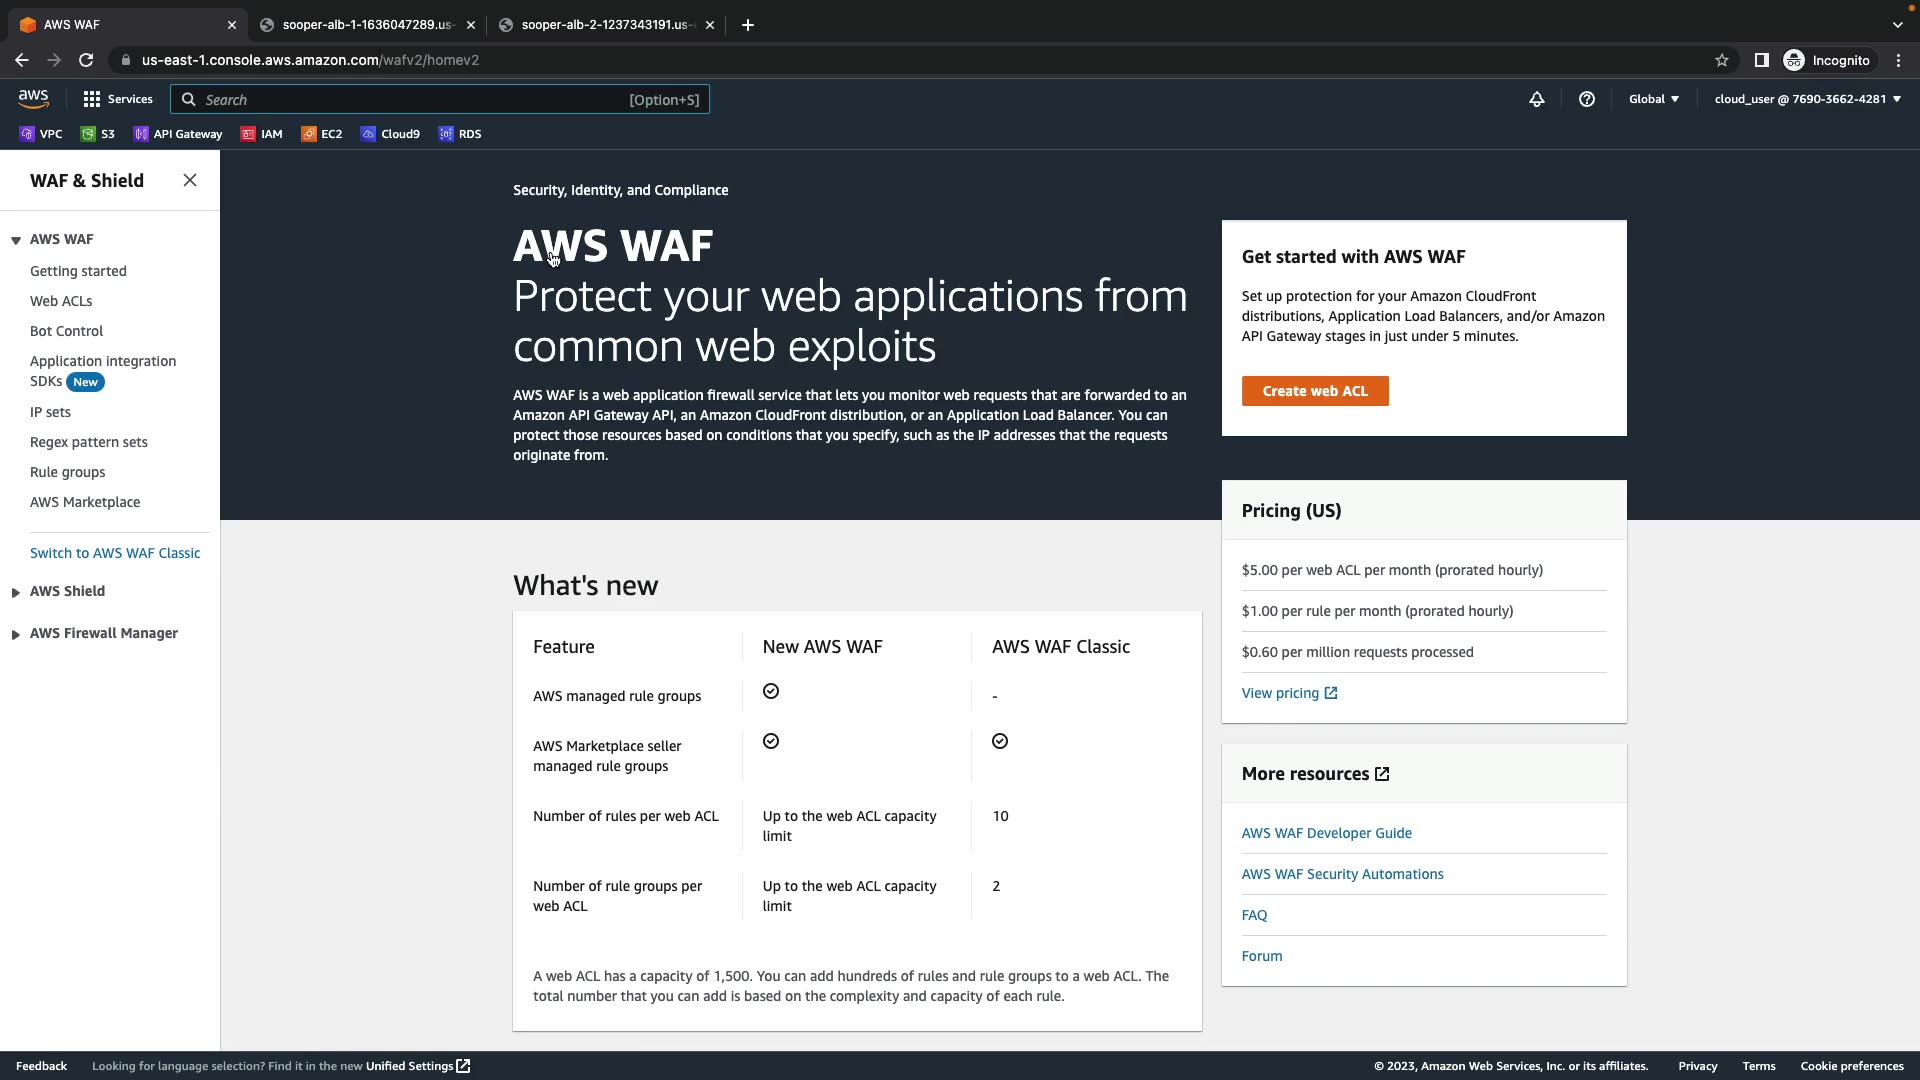 AWS WAF
sooper-alb-1-1636047289.us-
sooper-alb-2-1237343191.us-
us-east-1.console.aws.amazon.com/wafv2/homev2
Incognito
aws
Services
Search
[Option+S]
Global
cloud_user @ 7690-3662-4281
VPC
S3
API Gateway
IAM
EC2
Cloud9
RDS
WAF & Shield
AWS WAF
Getting started
Web ACLs
Bot Control
Application integration
SDKs New
IP sets
Regex pattern sets
Rule groups
AWS Marketplace
Switch to AWS WAF Classic
AWS Shield
AWS Firewall Manager
Security, Identity, and Compliance
AWS WAF
Protect your web applications from
common web exploits
AWS WAF is a web application firewall service that lets you monitor web requests that are forwarded to an
Amazon API Gateway API, an Amazon CloudFront distribution, or an Application Load Balancer. You can
protect those resources based on conditions that you specify, such as the IP addresses that the requests
originate from.
Get started with AWS WAF
Set up protection for your Amazon CloudFront
distributions, Application Load Balancers, and/or Amazon
API Gateway stages in just under 5 minutes.
Create web ACL
Pricing (US)
$5.00 per web ACL per month (prorated hourly)
$1.00 per rule per month (prorated hourly)
$0.60 per million requests processed
View pricing
More resources
AWS WAF Developer Guide
AWS WAF Security Automations
FAQ
Forum
What's new
Feature
New AWS WAF
AWS WAF Classic
AWS managed rule groups
-
AWS Marketplace seller
managed rule groups
Number of rules per web ACL
Up to the web ACL capacity
limit
10
Number of rule groups per
web ACL
Up to the web ACL capacity
limit
2
A web ACL has a capacity of 1,500. You can add hundreds of rules and rule groups to a web ACL. The
total number that you can add is based on the complexity and capacity of each rule.
Feedback
Looking for language selection? Find it in the new Unified Settings
© 2023, Amazon Web Services, Inc. or its affiliates.
Privacy
Terms
Cookie preferences